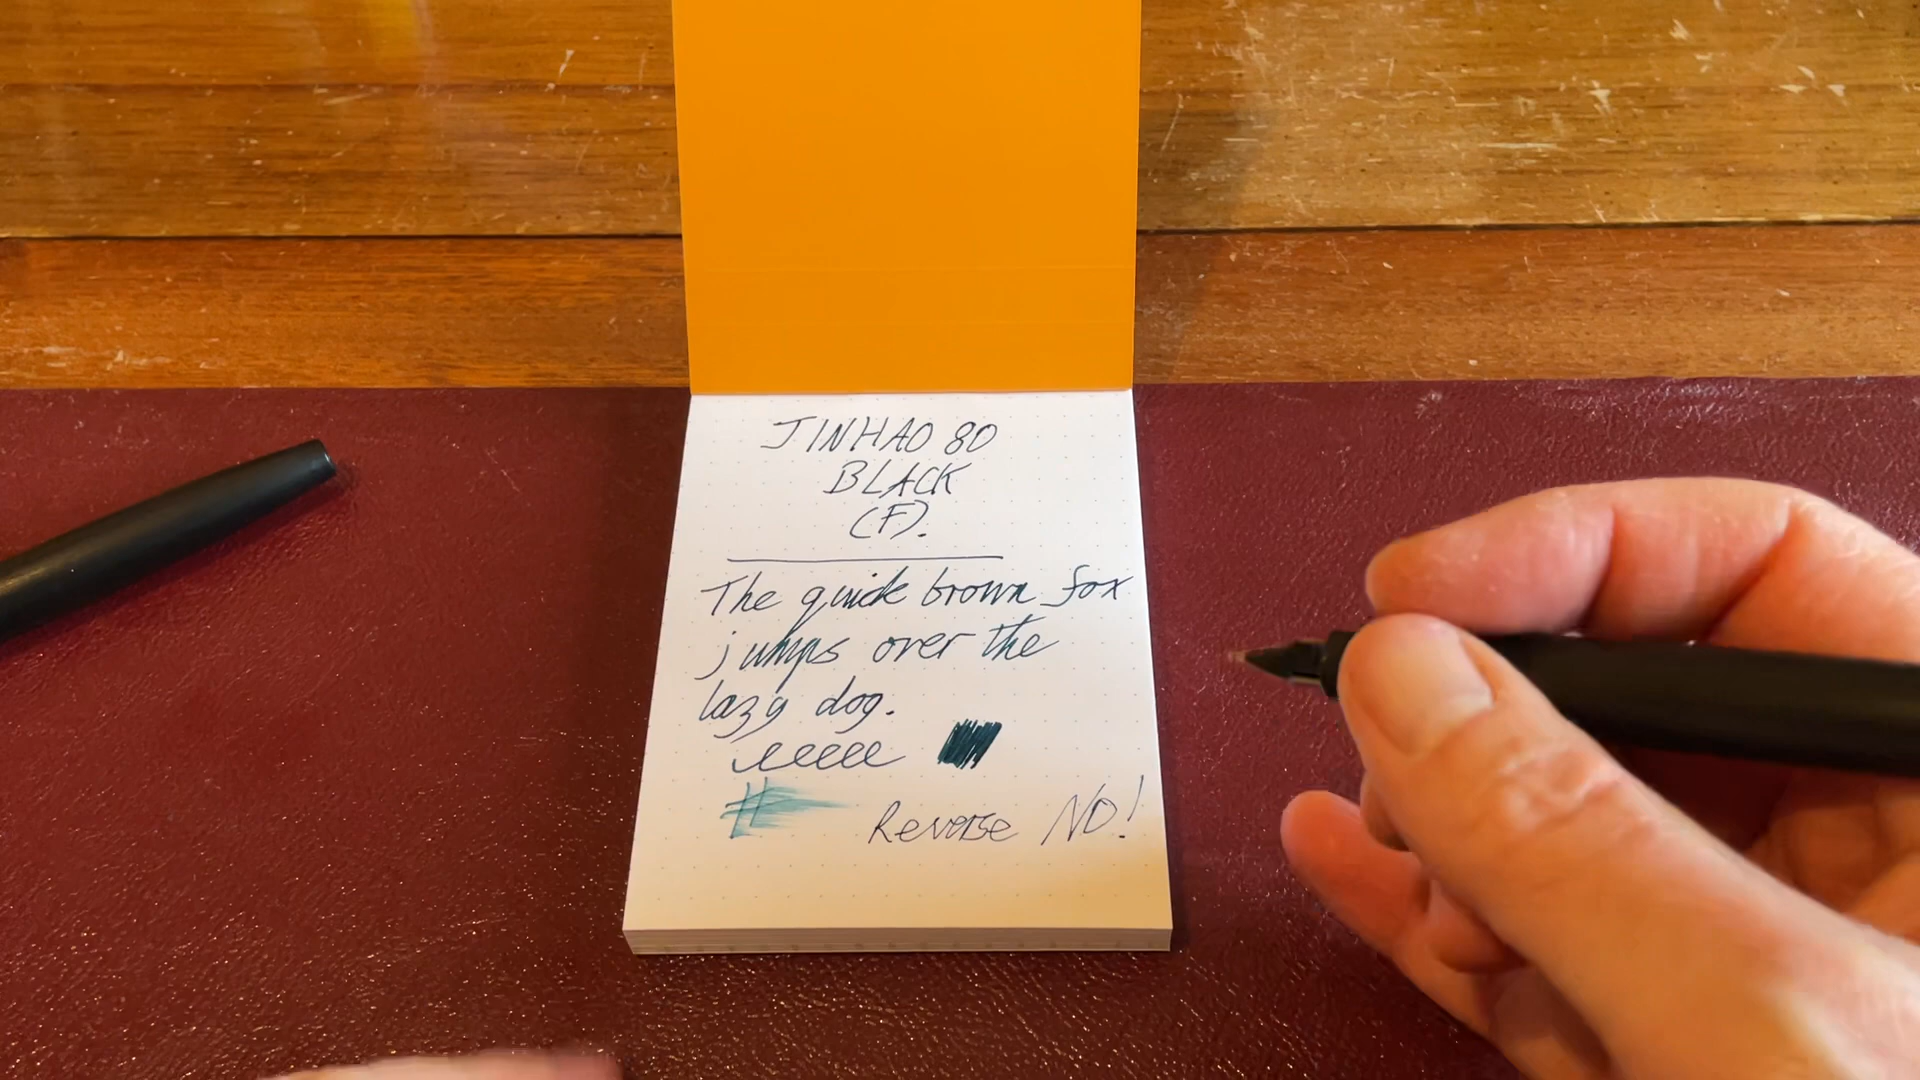 JINHAO 80
BLACK
(F).
The quick brown fox
jumps over the
lazy dog.
eeeee
Reverse NO!